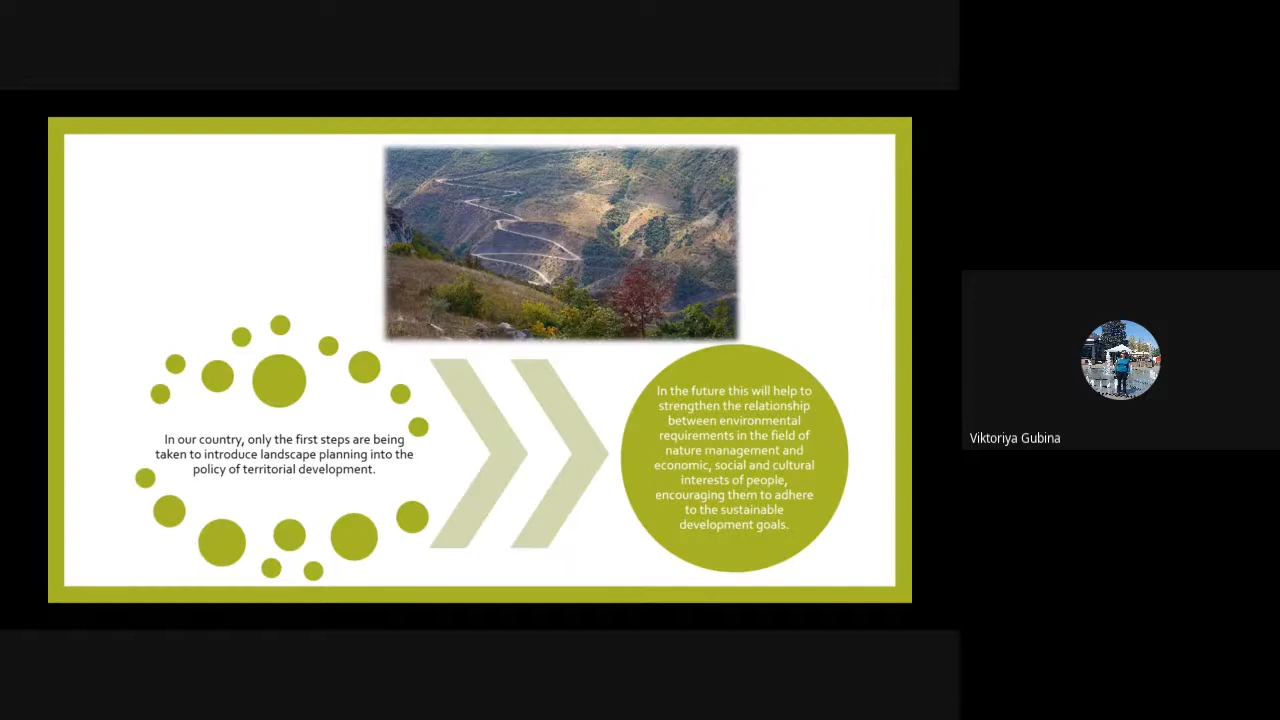 In our country, only the first steps are being
taken to introduce landscape planning into the
policy of territorial development.
In the future this will help to
strengthen the relationship
between environmental
requirements in the field of
nature management and
economic, social and cultural
interests of people,
encouraging them to adhere
to the sustainable
development goals.
Viktoriya Gubina